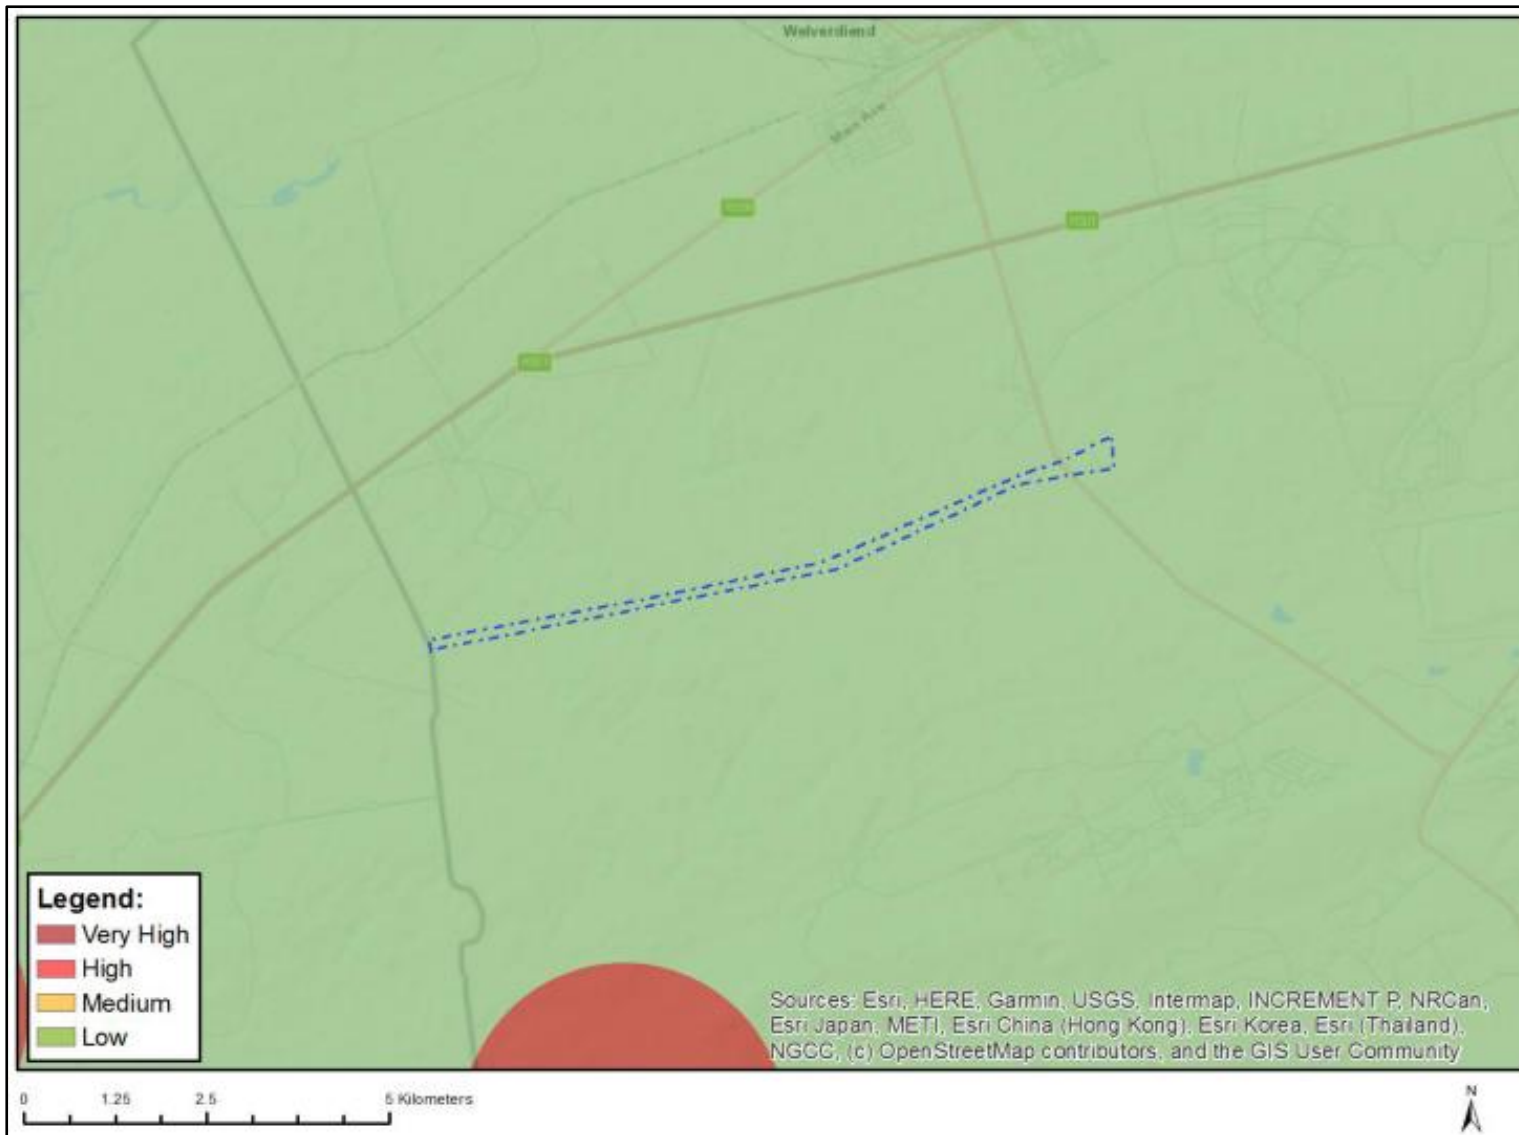 Welverdiend
Main Ave
Legend:
Very High
High
Medium
Low
Sources: Esri, HERE, Garmin, USGS, Intermap, INCREMENT P, NRCan,
Esri Japan, METI, Esri China (Hong Kong), Esri Korea, Esri (Thailand),
NGCC, (c) OpenStreetMap contributors, and the GIS User Community
0 1.25 2.5 5 Kilometers
N